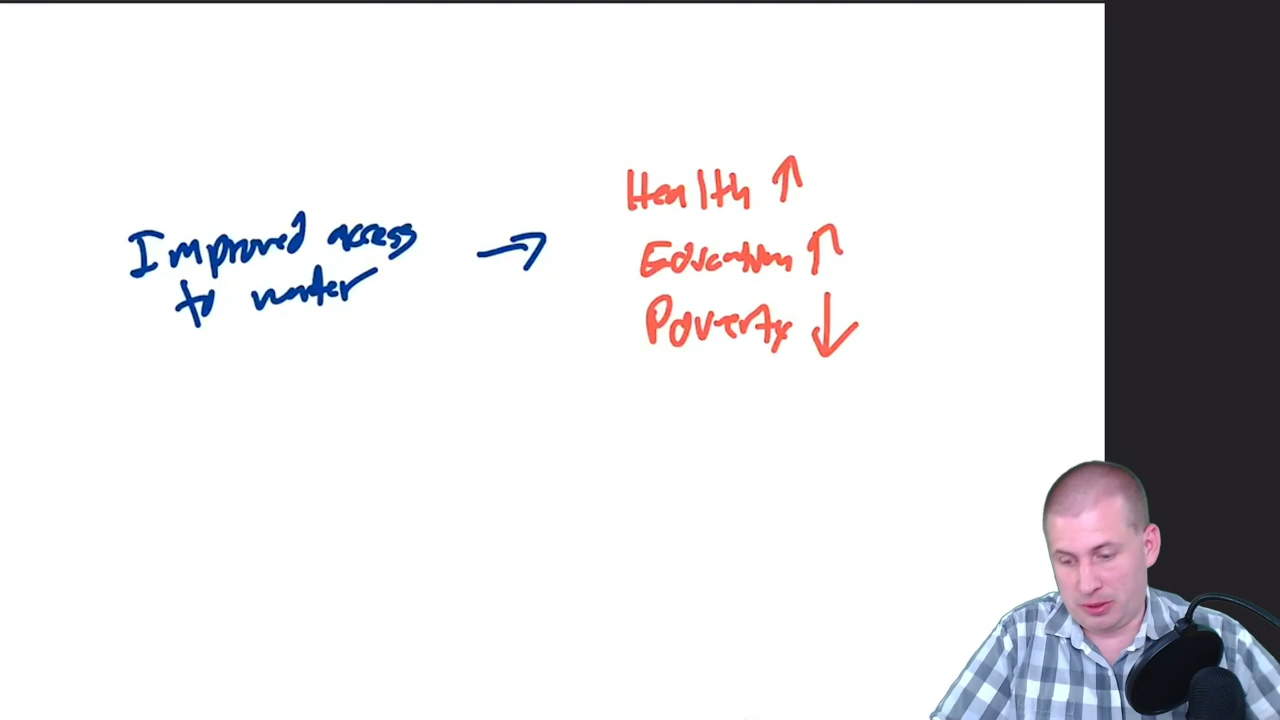 Improved access
to water
→
Health ↑
Education ↑
Poverty ↓